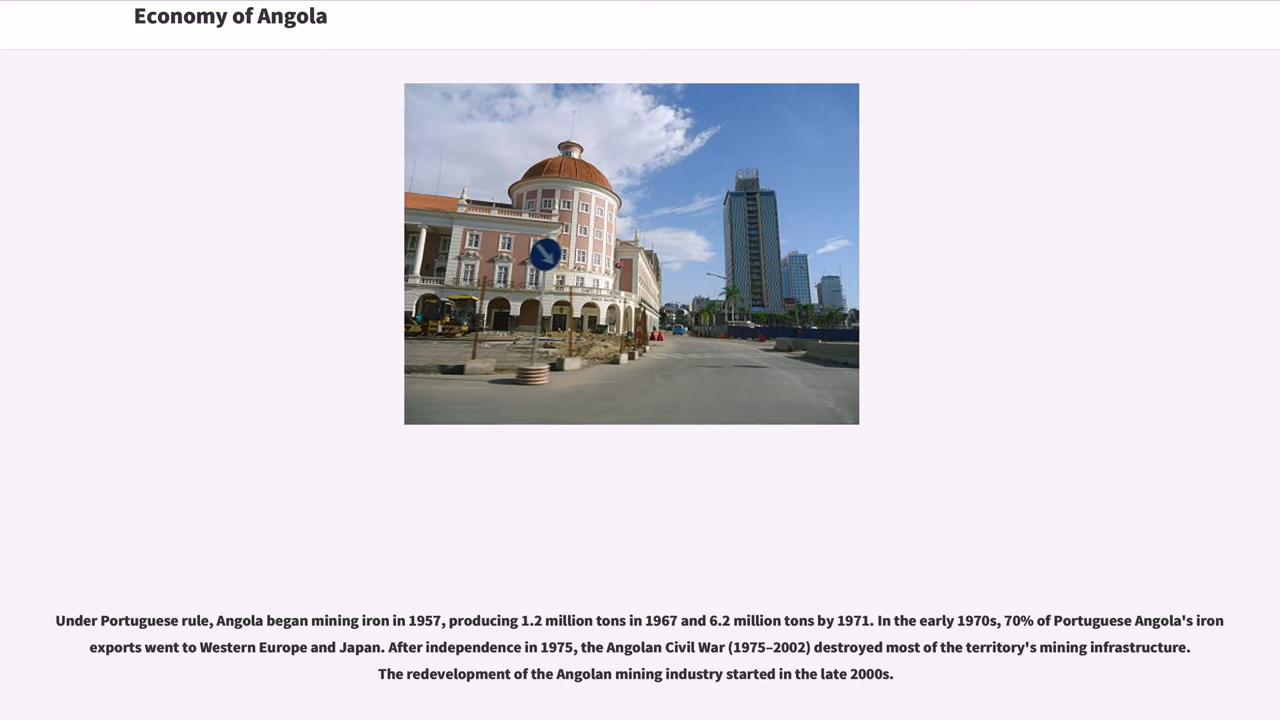 Economy of Angola
Under Portuguese rule, Angola began mining iron in 1957, producing 1.2 million tons in 1967 and 6.2 million tons by 1971. In the early 1970s, 70% of Portuguese Angola's iron
exports went to Western Europe and Japan. After independence in 1975, the Angolan Civil War (1975–2002) destroyed most of the territory's mining infrastructure.
The redevelopment of the Angolan mining industry started in the late 2000s.